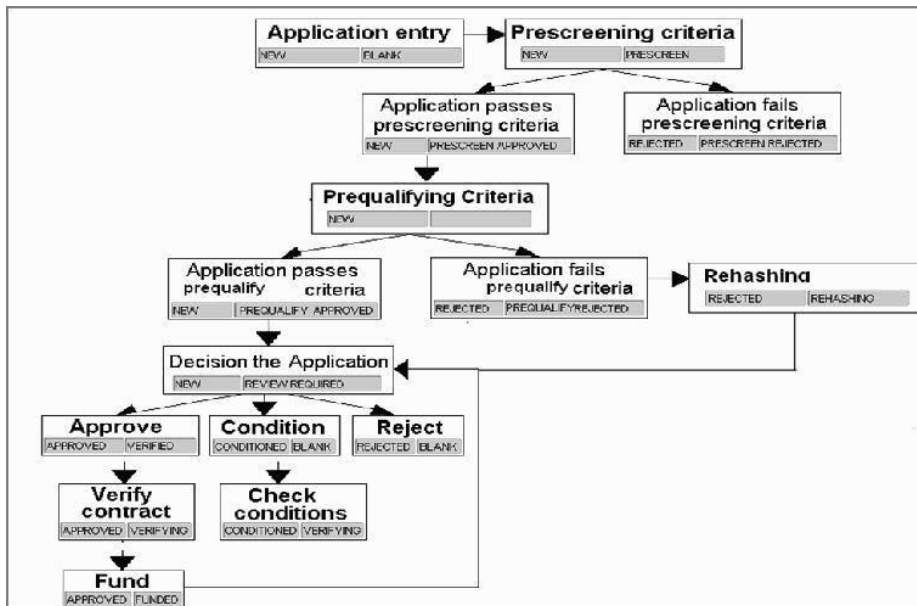 Application entry
NEW BLANK
Prescreening criteria
NEW PRESCREEN
Application passes
prescreening criteria
NEW PRESCREEN APPROVED
Application fails
prescreening criteria
REJECTED PRESCREEN REJECTED
Prequalifying Criteria
NEW
Application passes
prequalify criteria
NEW PREQUALIFY APPROVED
Application fails
prequalify criteria
REJECTED PREQUALIFYREJECTED
Rehashing
REJECTED REHASHING
Decision the Application
NEW REVIEW REQUIRED
Approve
APPROVED VERIFIED
Condition
CONDITIONED BLANK
Reject
REJECTED BLANK
Verify
contract
APPROVED VERIFYING
Check
conditions
CONDITIONED VERIFYING
Fund
APPROVED FUNDED